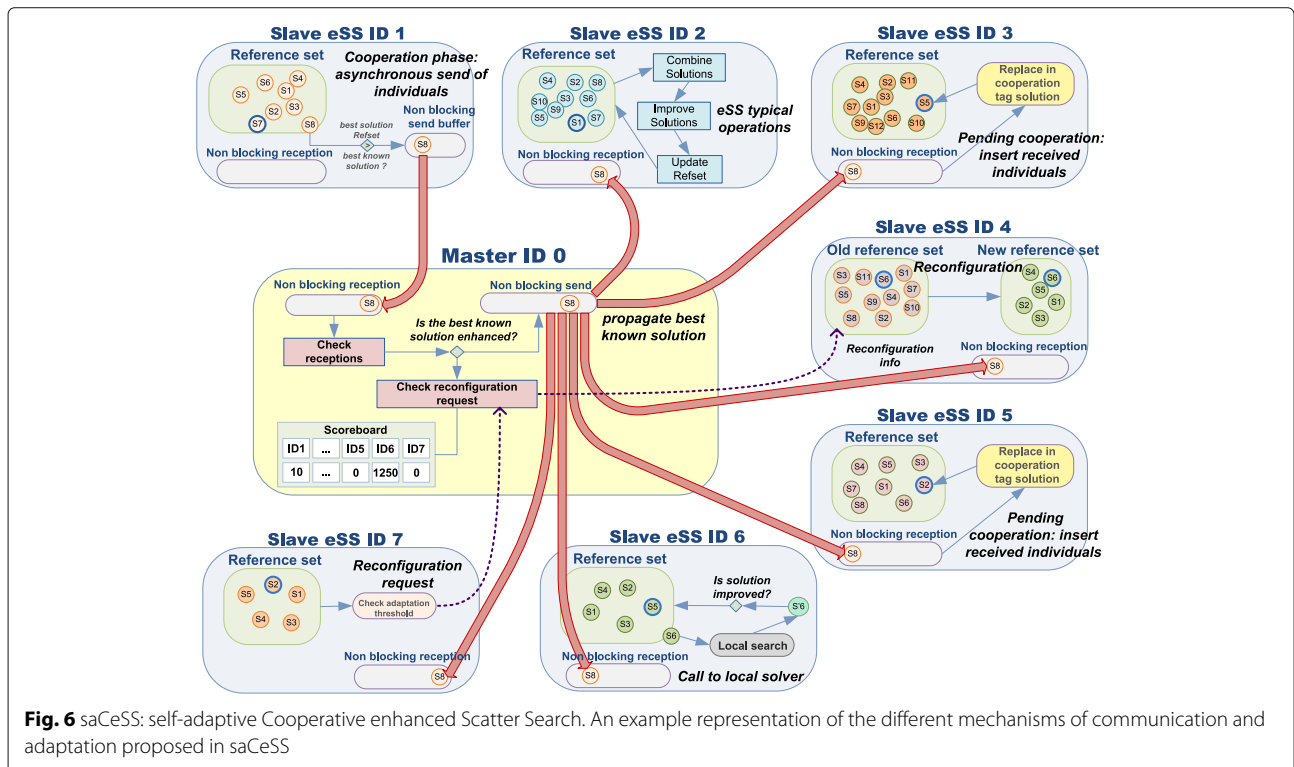 Slave eSS ID 1
Reference set
S4
S6
S1
S5
S3
S2
S7
S8
Cooperation phase:
asynchronous send of
individuals
Non blocking
send buffer
S8
best solution
Refset
>
best known
solution ?
Non blocking reception
Slave eSS ID 2
Reference set
S4
S2
S8
S10
S3
S6
S9
S5
S1
S7
Combine
Solutions
Improve
Solutions
Update
Refset
eSS typical
operations
Non blocking reception
S8
Slave eSS ID 3
Reference set
S4
S2
S11
S3
S7
S1
S5
S9
S12
S6
S10
Replace in
cooperation
tag solution
Non blocking reception
S8
Pending cooperation:
insert received
individuals
Master ID 0
Non blocking reception
S8
Non blocking send
S8
Check
receptions
Is the best known
solution enhanced?
propagate best
known solution
Check reconfiguration
request
Scoreboard
ID1 ... ID5 ID6 ID7
10 ... 0 1250 0
Slave eSS ID 4
Old reference set
S3
S11
S6
S1
S5
S9
S4
S7
S10
S8
S2
Reconfiguration
New reference set
S4
S6
S5
S2
S1
S3
Reconfiguration
info
Non blocking reception
S8
Slave eSS ID 5
Reference set
S4
S5
S3
S7
S1
S2
S8
S6
Replace in
cooperation
tag solution
Non blocking reception
S8
Pending
cooperation: insert
received individuals
Slave eSS ID 7
Reference set
S2
S5
S1
S4
S3
Reconfiguration
request
Check adaptation
threshold
Non blocking reception
S8
Slave eSS ID 6
Reference set
S4
S2
S1
S5
S3
S6
Is solution
improved?
S'6
Local search
Non blocking reception
S8
Call to local solver
Fig. 6 saCeSS: self-adaptive Cooperative enhanced Scatter Search. An example representation of the different mechanisms of communication and
adaptation proposed in saCeSS